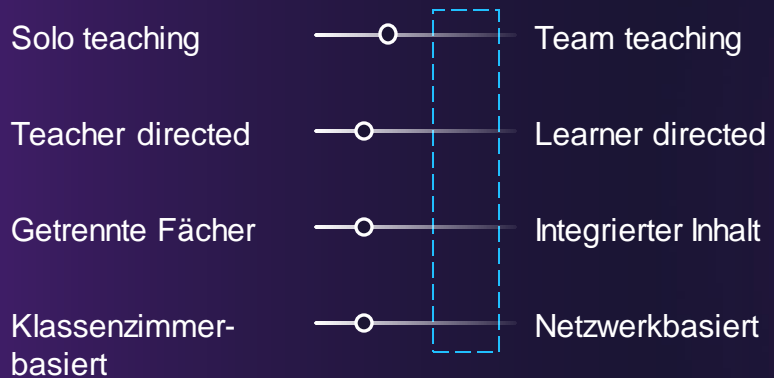 Solo teaching Team teaching
Teacher directed Learner directed
Getrennte Fächer Integrierter Inhalt
Klassenzimmer- Netzwerkbasiert
basiert